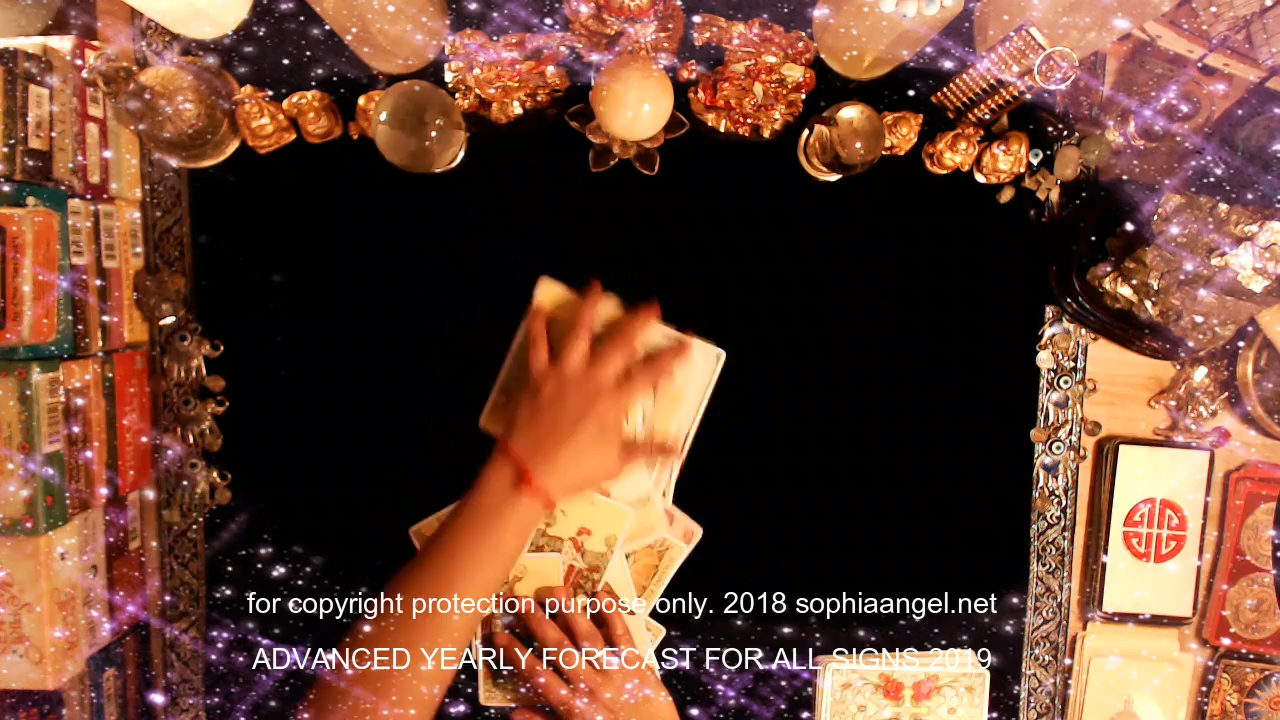 for copyright protection purpose only. 2018 sophiaangel.net
ADVANCED YEARLY FORECAST FOR ALL SIGNS 2019